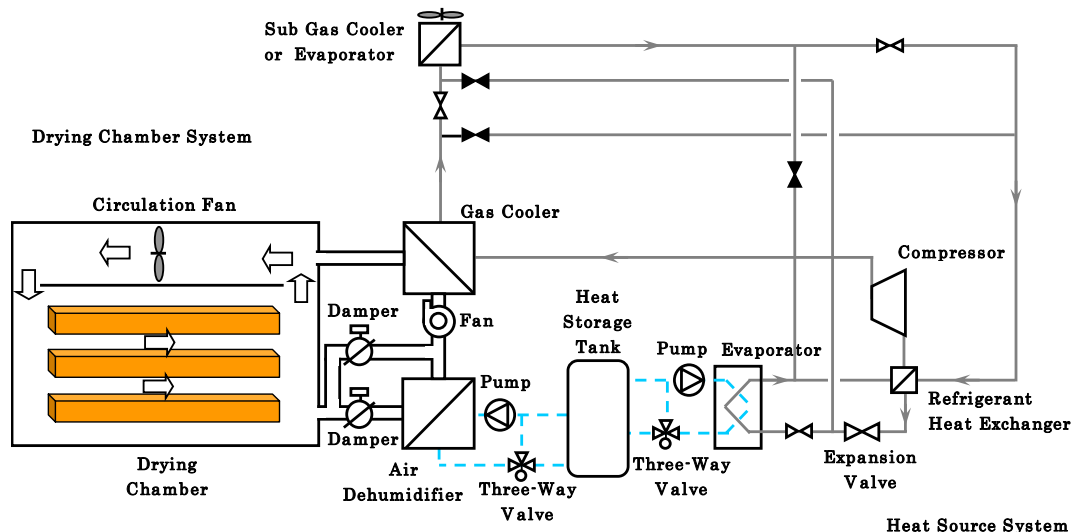 Sub Gas Cooler
or Evaporator
Drying Chamber System
Circulation Fan
Gas Cooler
Compressor
Damper
Fan
Heat
Storage
Tank
Pump
Evaporator
Pump
Refrigerant
Heat Exchanger
Damper
Drying
Chamber
Air
Dehumidifier
Three-Way
Valve
Three-Way
Valve
Expansion
Valve
Heat Source System